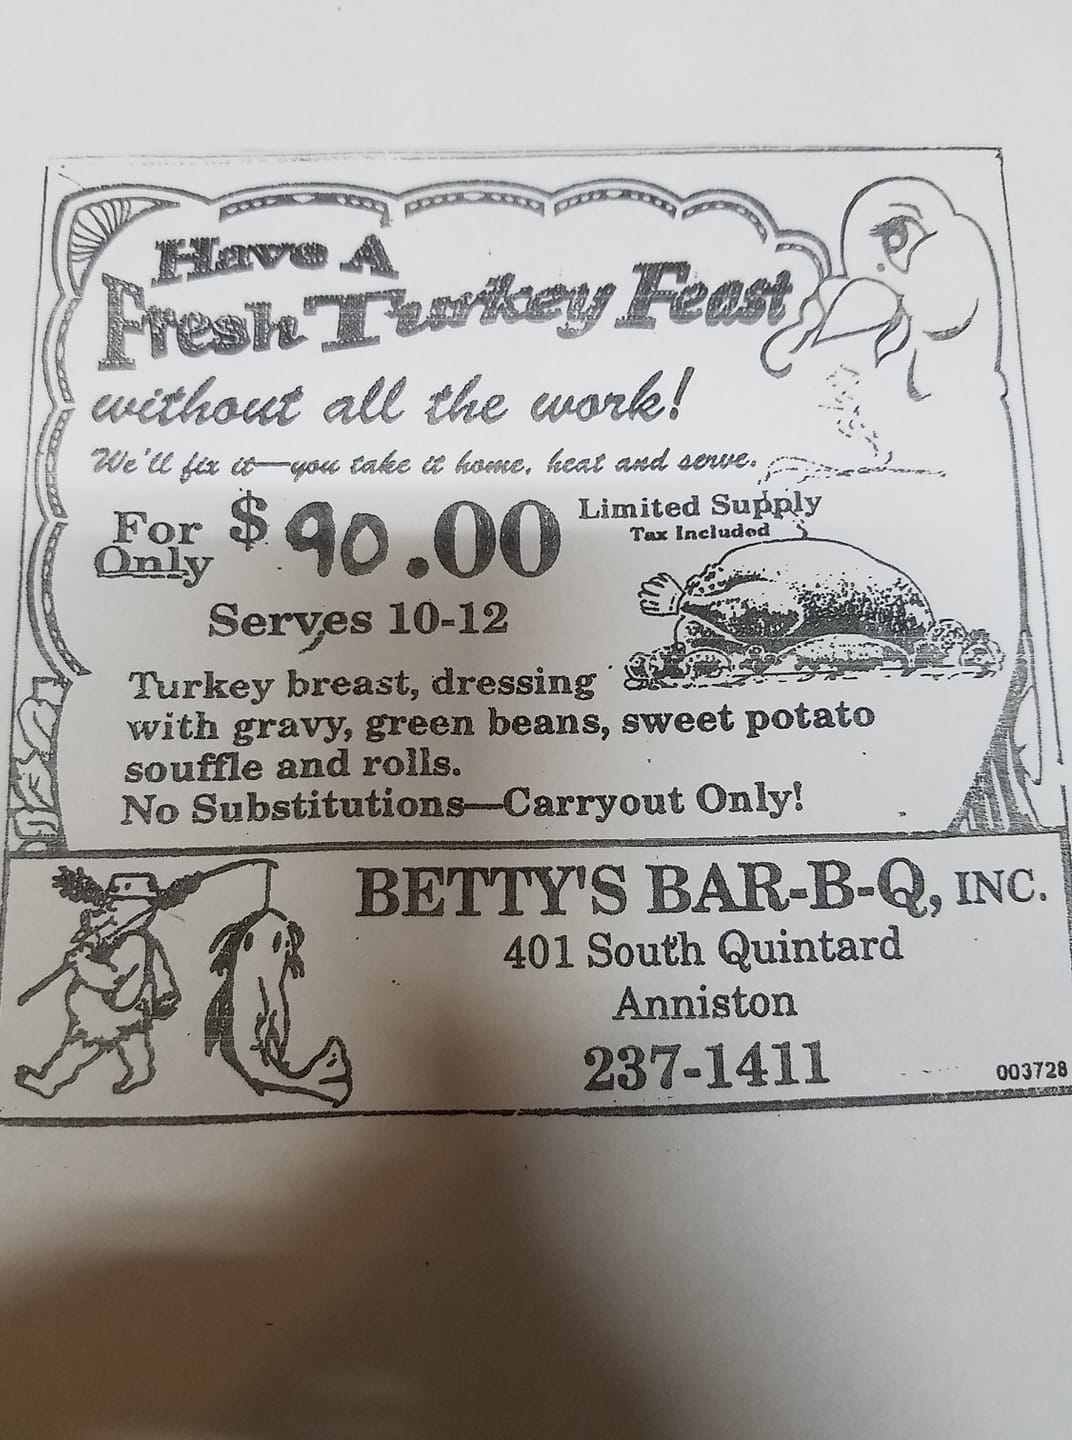 Have A
Fresh Turkey Feast
without all the work!
We'll fix it—you take it home, heat and serve.
For Only $90.00
Limited Supply
Tax Included
Serves 10-12
Turkey breast, dressing
with gravy, green beans, sweet potato
souffle and rolls.
No Substitutions—Carryout Only!
BETTY'S BAR-B-Q, INC.
401 South Quintard
Anniston
237-1411
003728